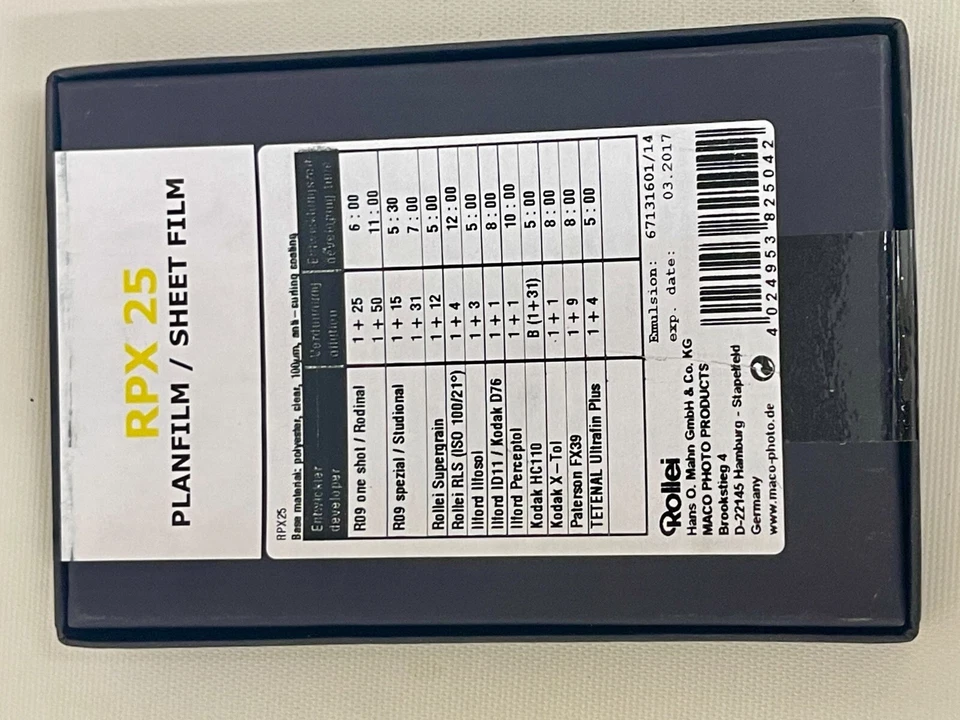 RPX 25
PLANFILM / SHEET FILM
RPX25
Base material: polyester, clear, 100µm, anti-curling coating
Entwickler Verdünnung Entwicklungszeit
developer dilution developing time
R09 one shot / Rodinal 1 + 25 6 : 00
1 + 50 11 : 00
R09 spezial / Studional 1 + 15 5 : 30
1 + 31 7 : 00
Rollei Supergrain 1 + 12 5 : 00
Rollei RLS (ISO 100/21°) 1 + 4 12 : 00
Ilford Ilfosol 1 + 3 5 : 00
Ilford ID11 / Kodak D76 1 + 1 8 : 00
Ilford Perceptol 1 + 1 10 : 00
Kodak HC110 B (1+31) 5 : 00
Kodak X-Tol 1 + 1 8 : 00
Paterson FX39 1 + 9 8 : 00
TETENAL Ultrafin Plus 1 + 4 5 : 00
Rollei
Hans O. Mahn GmbH & Co. KG
MACO PHOTO PRODUCTS
Brookstieg 4
D-22145 Hamburg - Stapelfeld
Germany
www.maco-photo.de
Emulsion: 67131601/14
exp. date: 03.2017
4 024953 825042